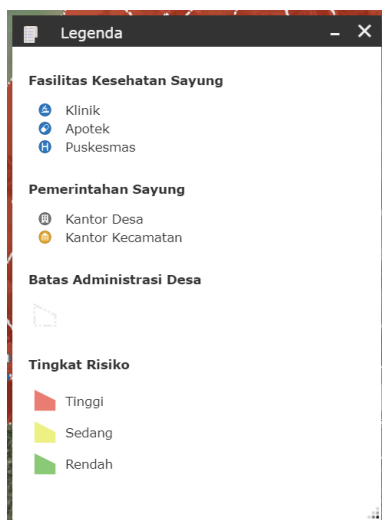 Legenda
Fasilitas Kesehatan Sayung
Klinik
Apotek
Puskesmas
Pemerintahan Sayung
Kantor Desa
Kantor Kecamatan
Batas Administrasi Desa
Tingkat Risiko
Tinggi
Sedang
Rendah